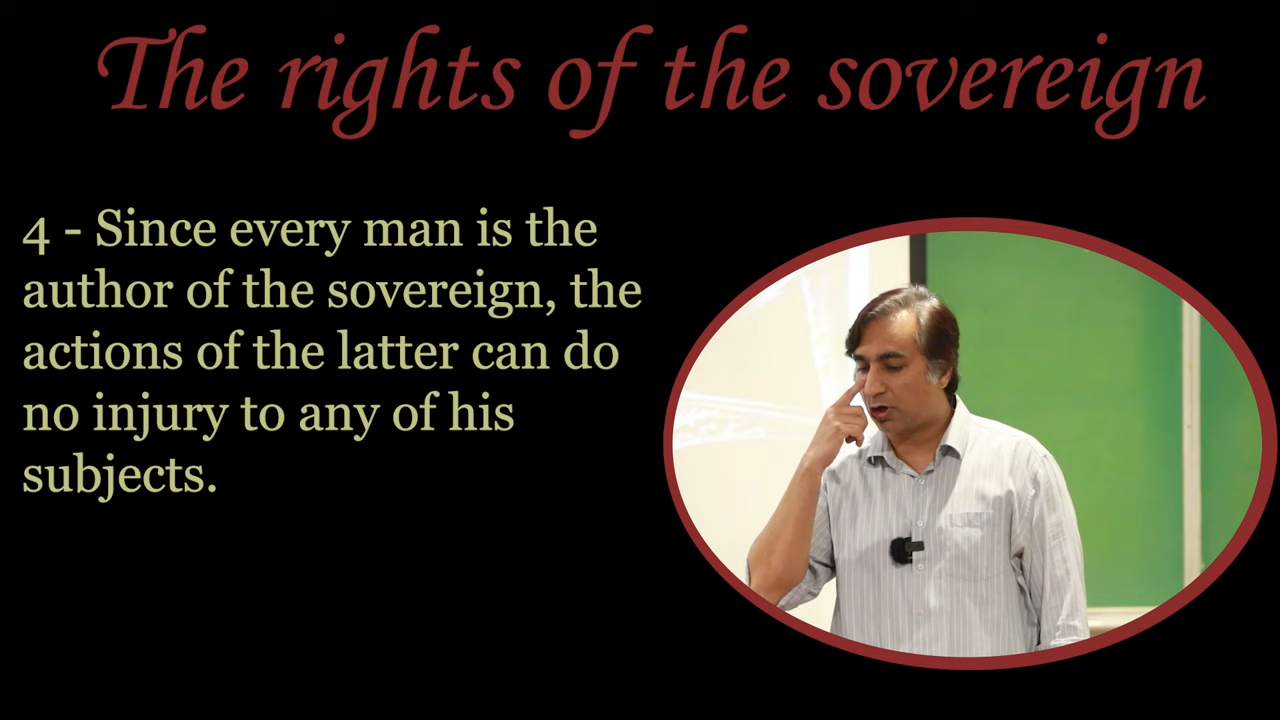 The rights of the sovereign
4 - Since every man is the
author of the sovereign, the
actions of the latter can do
no injury to any of his
subjects.